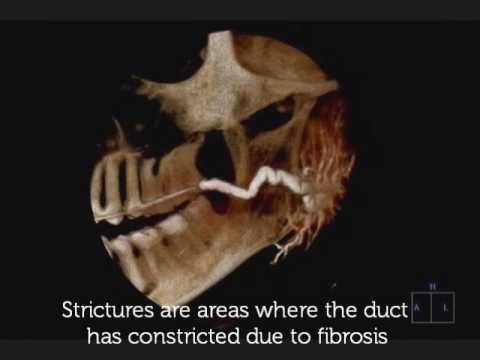 H
A L
Strictures are areas where the duct
has constricted due to fibrosis